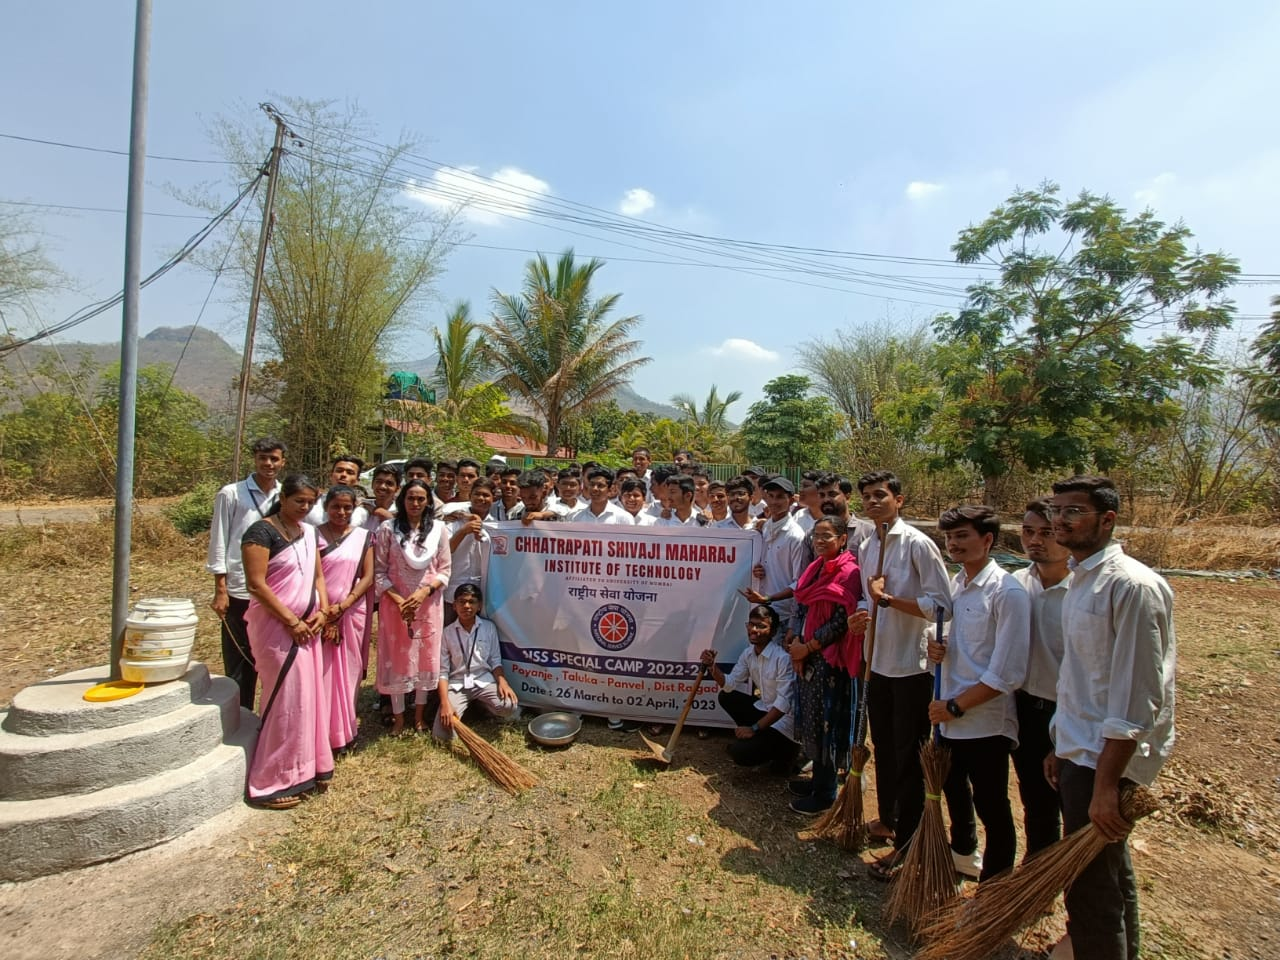 CHHATRAPATI SHIVAJI MAHARAJ
INSTITUTE OF TECHNOLOGY
AFFILIATED TO UNIVERSITY OF MUMBAI
राष्ट्रीय सेवा योजना
NSS SPECIAL CAMP 2022-2
Poyanje , Taluka - Panvel , Dist Raigad
Date : 26 March to 02 April, 2023